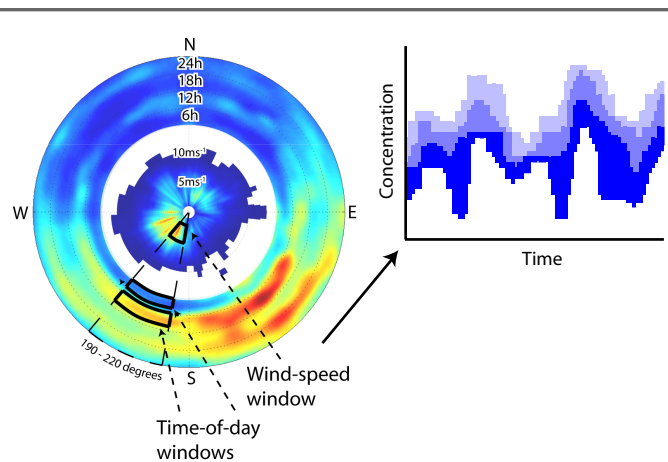 N
24h
18h
12h
6h
10ms⁻¹
5ms⁻¹
W
E
S
190 - 220 degrees
Wind-speed
window
Time-of-day
windows
Concentration
Time